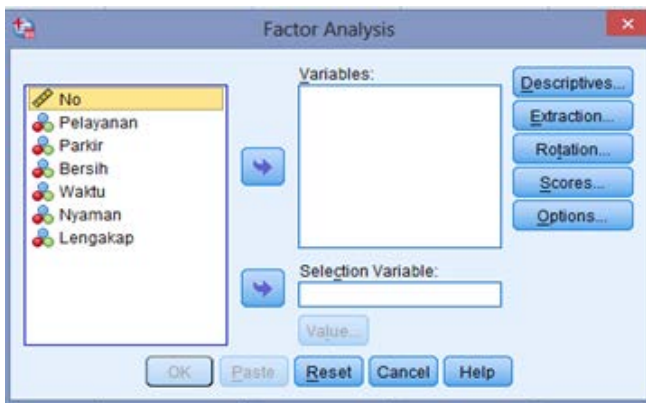 Factor Analysis
No
Pelayanan
Parkir
Bersih
Waktu
Nyaman
Lengakap
Variables:
Selection Variable:
Value...
Descriptives...
Extraction...
Rotation...
Scores...
Options...
OK Paste Reset Cancel Help